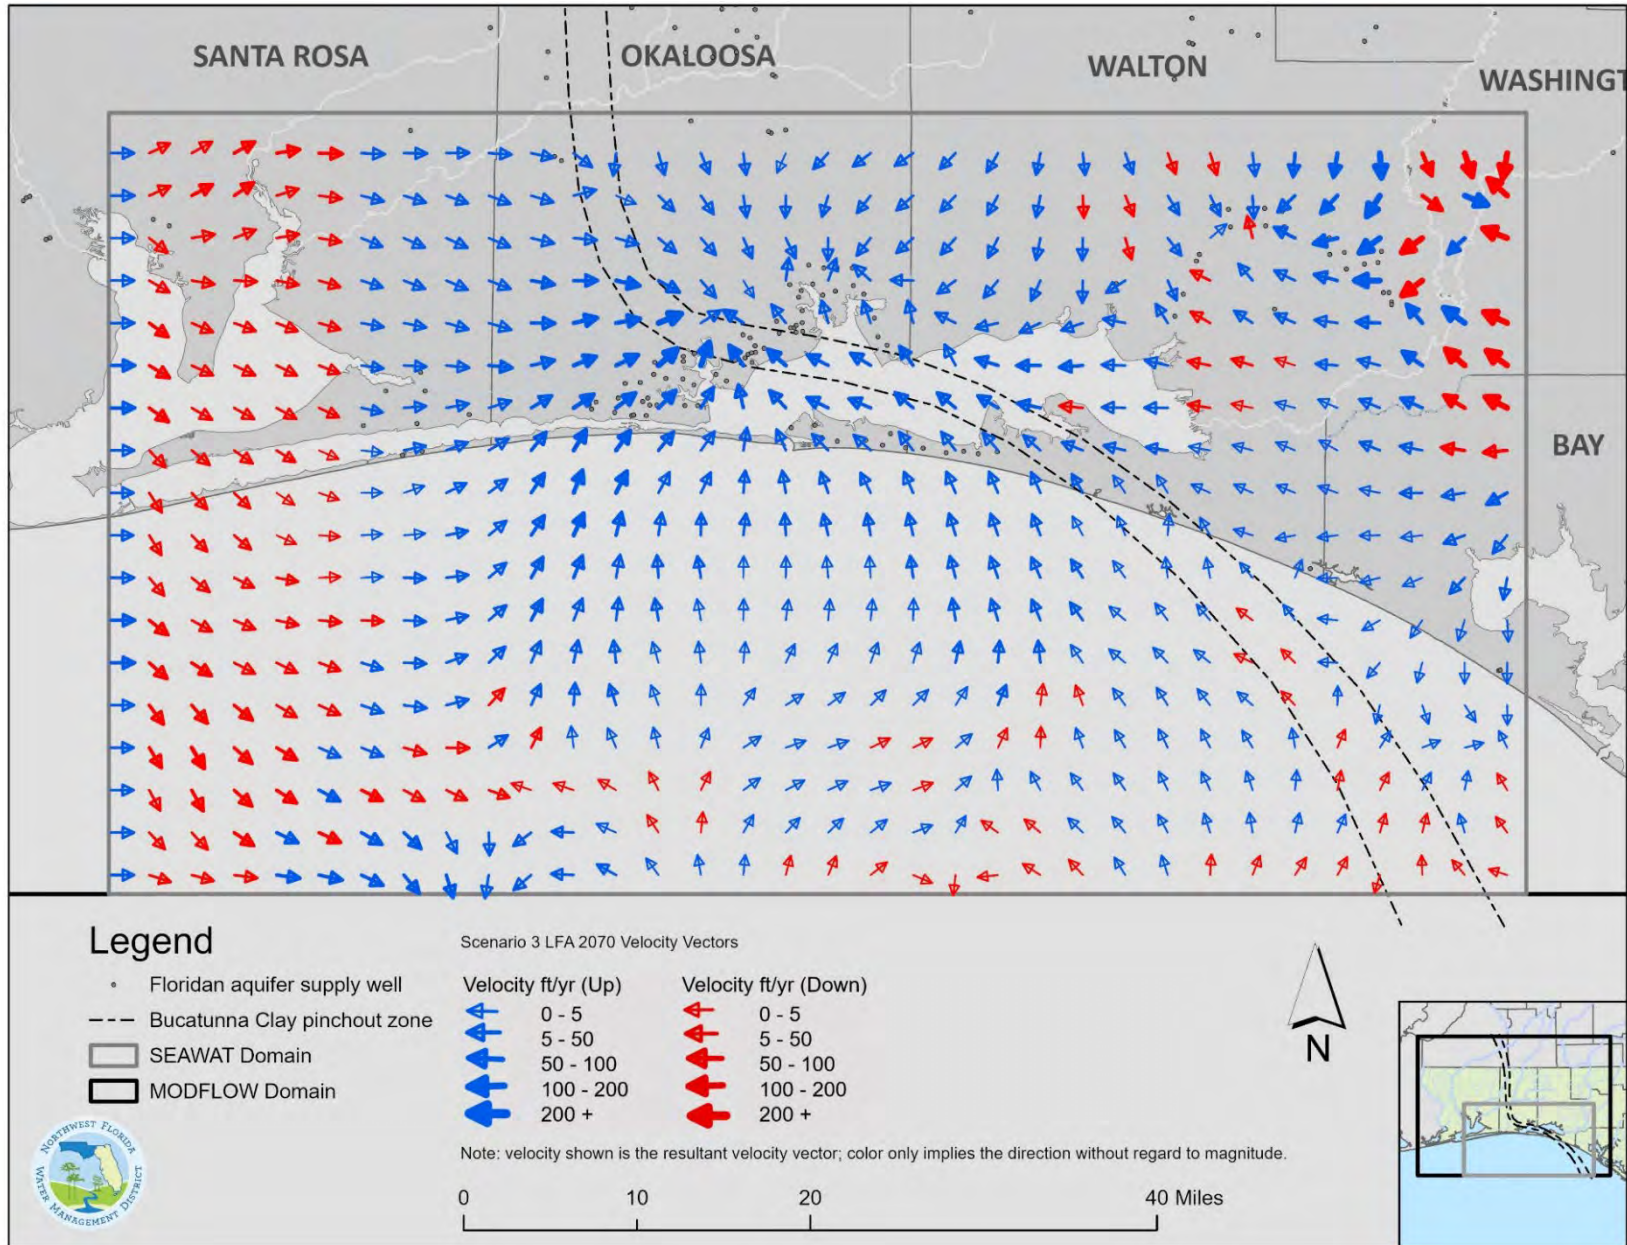 SANTA ROSA
OKALOOSA
WALTON
WASHINGT
BAY
Legend
Floridan aquifer supply well
Bucatunna Clay pinchout zone
SEAWAT Domain
MODFLOW Domain
Scenario 3 LFA 2070 Velocity Vectors
Velocity ft/yr (Up)
0 - 5
5 - 50
50 - 100
100 - 200
200 +
Velocity ft/yr (Down)
0 - 5
5 - 50
50 - 100
100 - 200
200 +
N
Note: velocity shown is the resultant velocity vector; color only implies the direction without regard to magnitude.
0 10 20 40 Miles
NORTHWEST FLORIDA
WATER MANAGEMENT DISTRICT